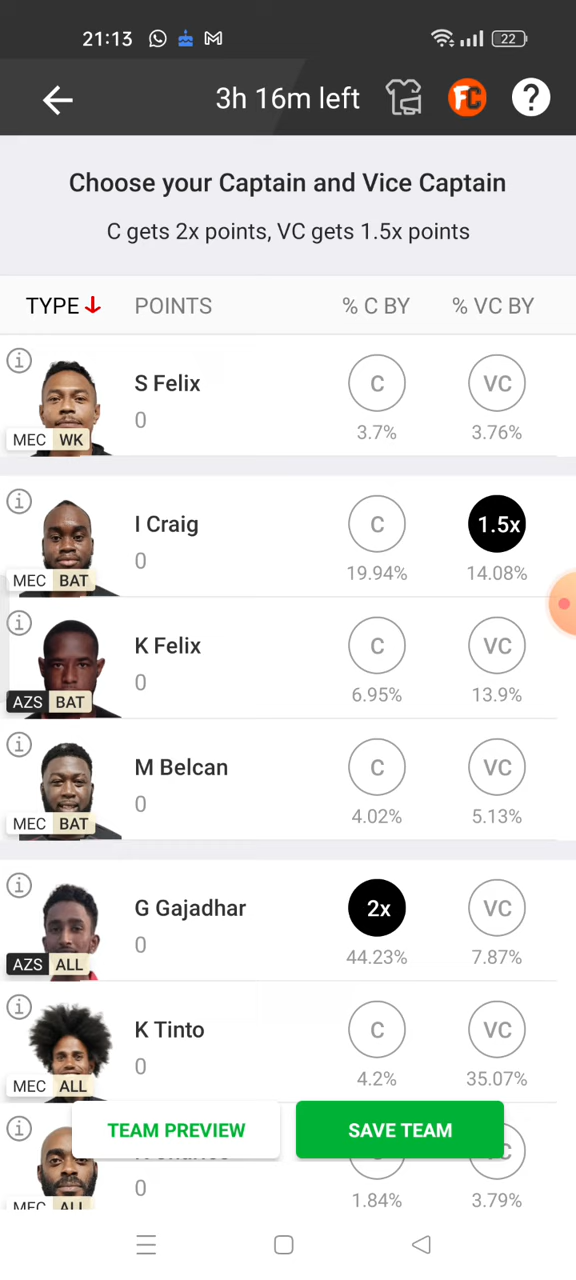 21:13
22
3h 16m left
FC
?
Choose your Captain and Vice Captain
C gets 2x points, VC gets 1.5x points
TYPE POINTS % C BY % VC BY
S Felix
0
C
VC
MEC WK
3.7%
3.76%
I Craig
0
C
1.5x
MEC BAT
19.94%
14.08%
K Felix
0
C
VC
AZS BAT
6.95%
13.9%
M Belcan
0
C
VC
MEC BAT
4.02%
5.13%
G Gajadhar
0
2x
VC
AZS ALL
44.23%
7.87%
K Tinto
0
C
VC
MEC ALL
4.2%
35.07%
TEAM PREVIEW
SAVE TEAM
0
MEC ALL
1.84%
3.79%